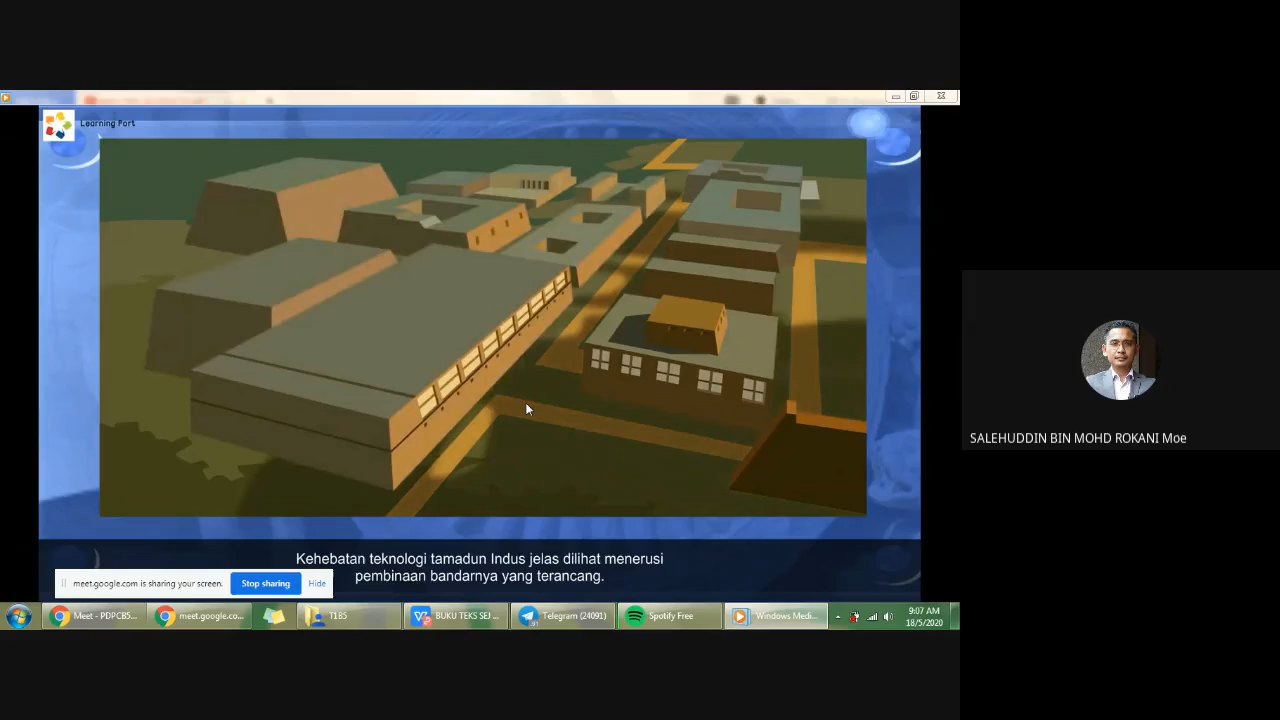 Learning Port
SALEHUDDIN BIN MOHD ROKANI Moe
Kehebatan teknologi tamadun Indus jelas dilihat menerusi
pembinaan bandarnya yang terancang.
meet.google.com is sharing your screen.
Stop sharing
Hide
Meet - PDPCB5...
meet.google.co...
T1B5
BUKU TEKS SEJ ...
Telegram (24091)
Spotify Free
Windows Medi...
9:07 AM
18/5/2020